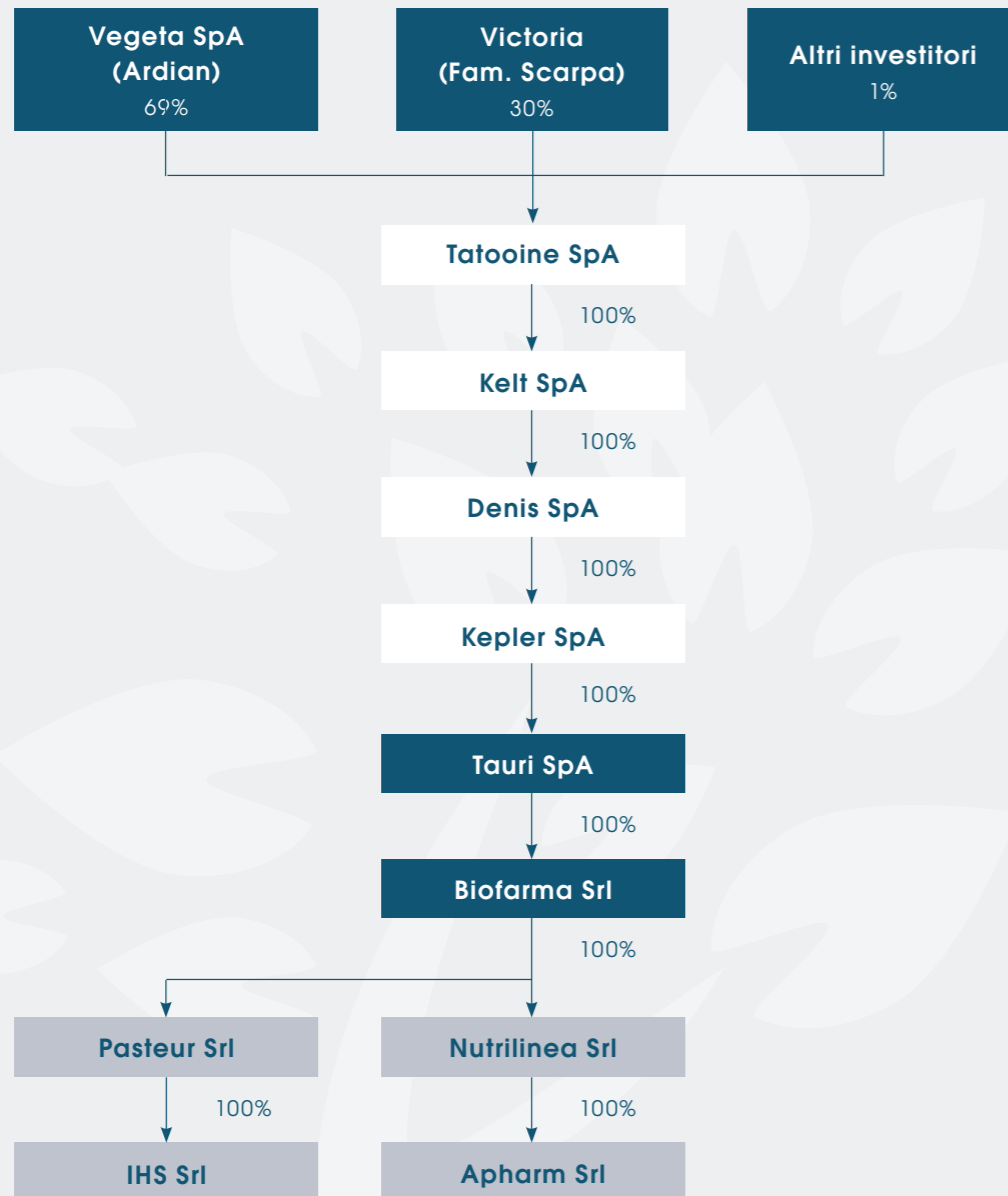 Vegeta SpA
(Ardian)
69%
Victoria
(Fam. Scarpa)
30%
Altri investitori
1%
Tatooine SpA
100%
Kelt SpA
100%
Denis SpA
100%
Kepler SpA
100%
Tauri SpA
100%
Biofarma Srl
100%
Pasteur Srl
Nutrilinea Srl
100%
100%
IHS Srl
Apharm Srl